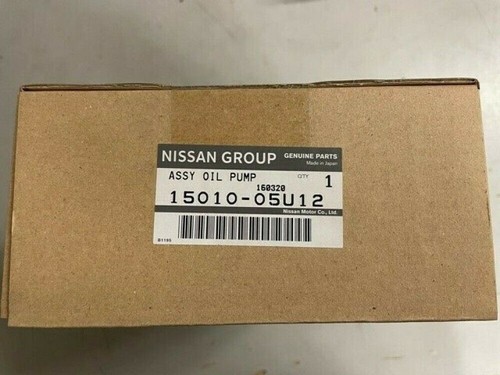 NISSAN GROUP GENUINE PARTS
Made in Japan
ASSY OIL PUMP QTY 1
160320
15010-05U12
Nissan Motor Co., Ltd.
B1195